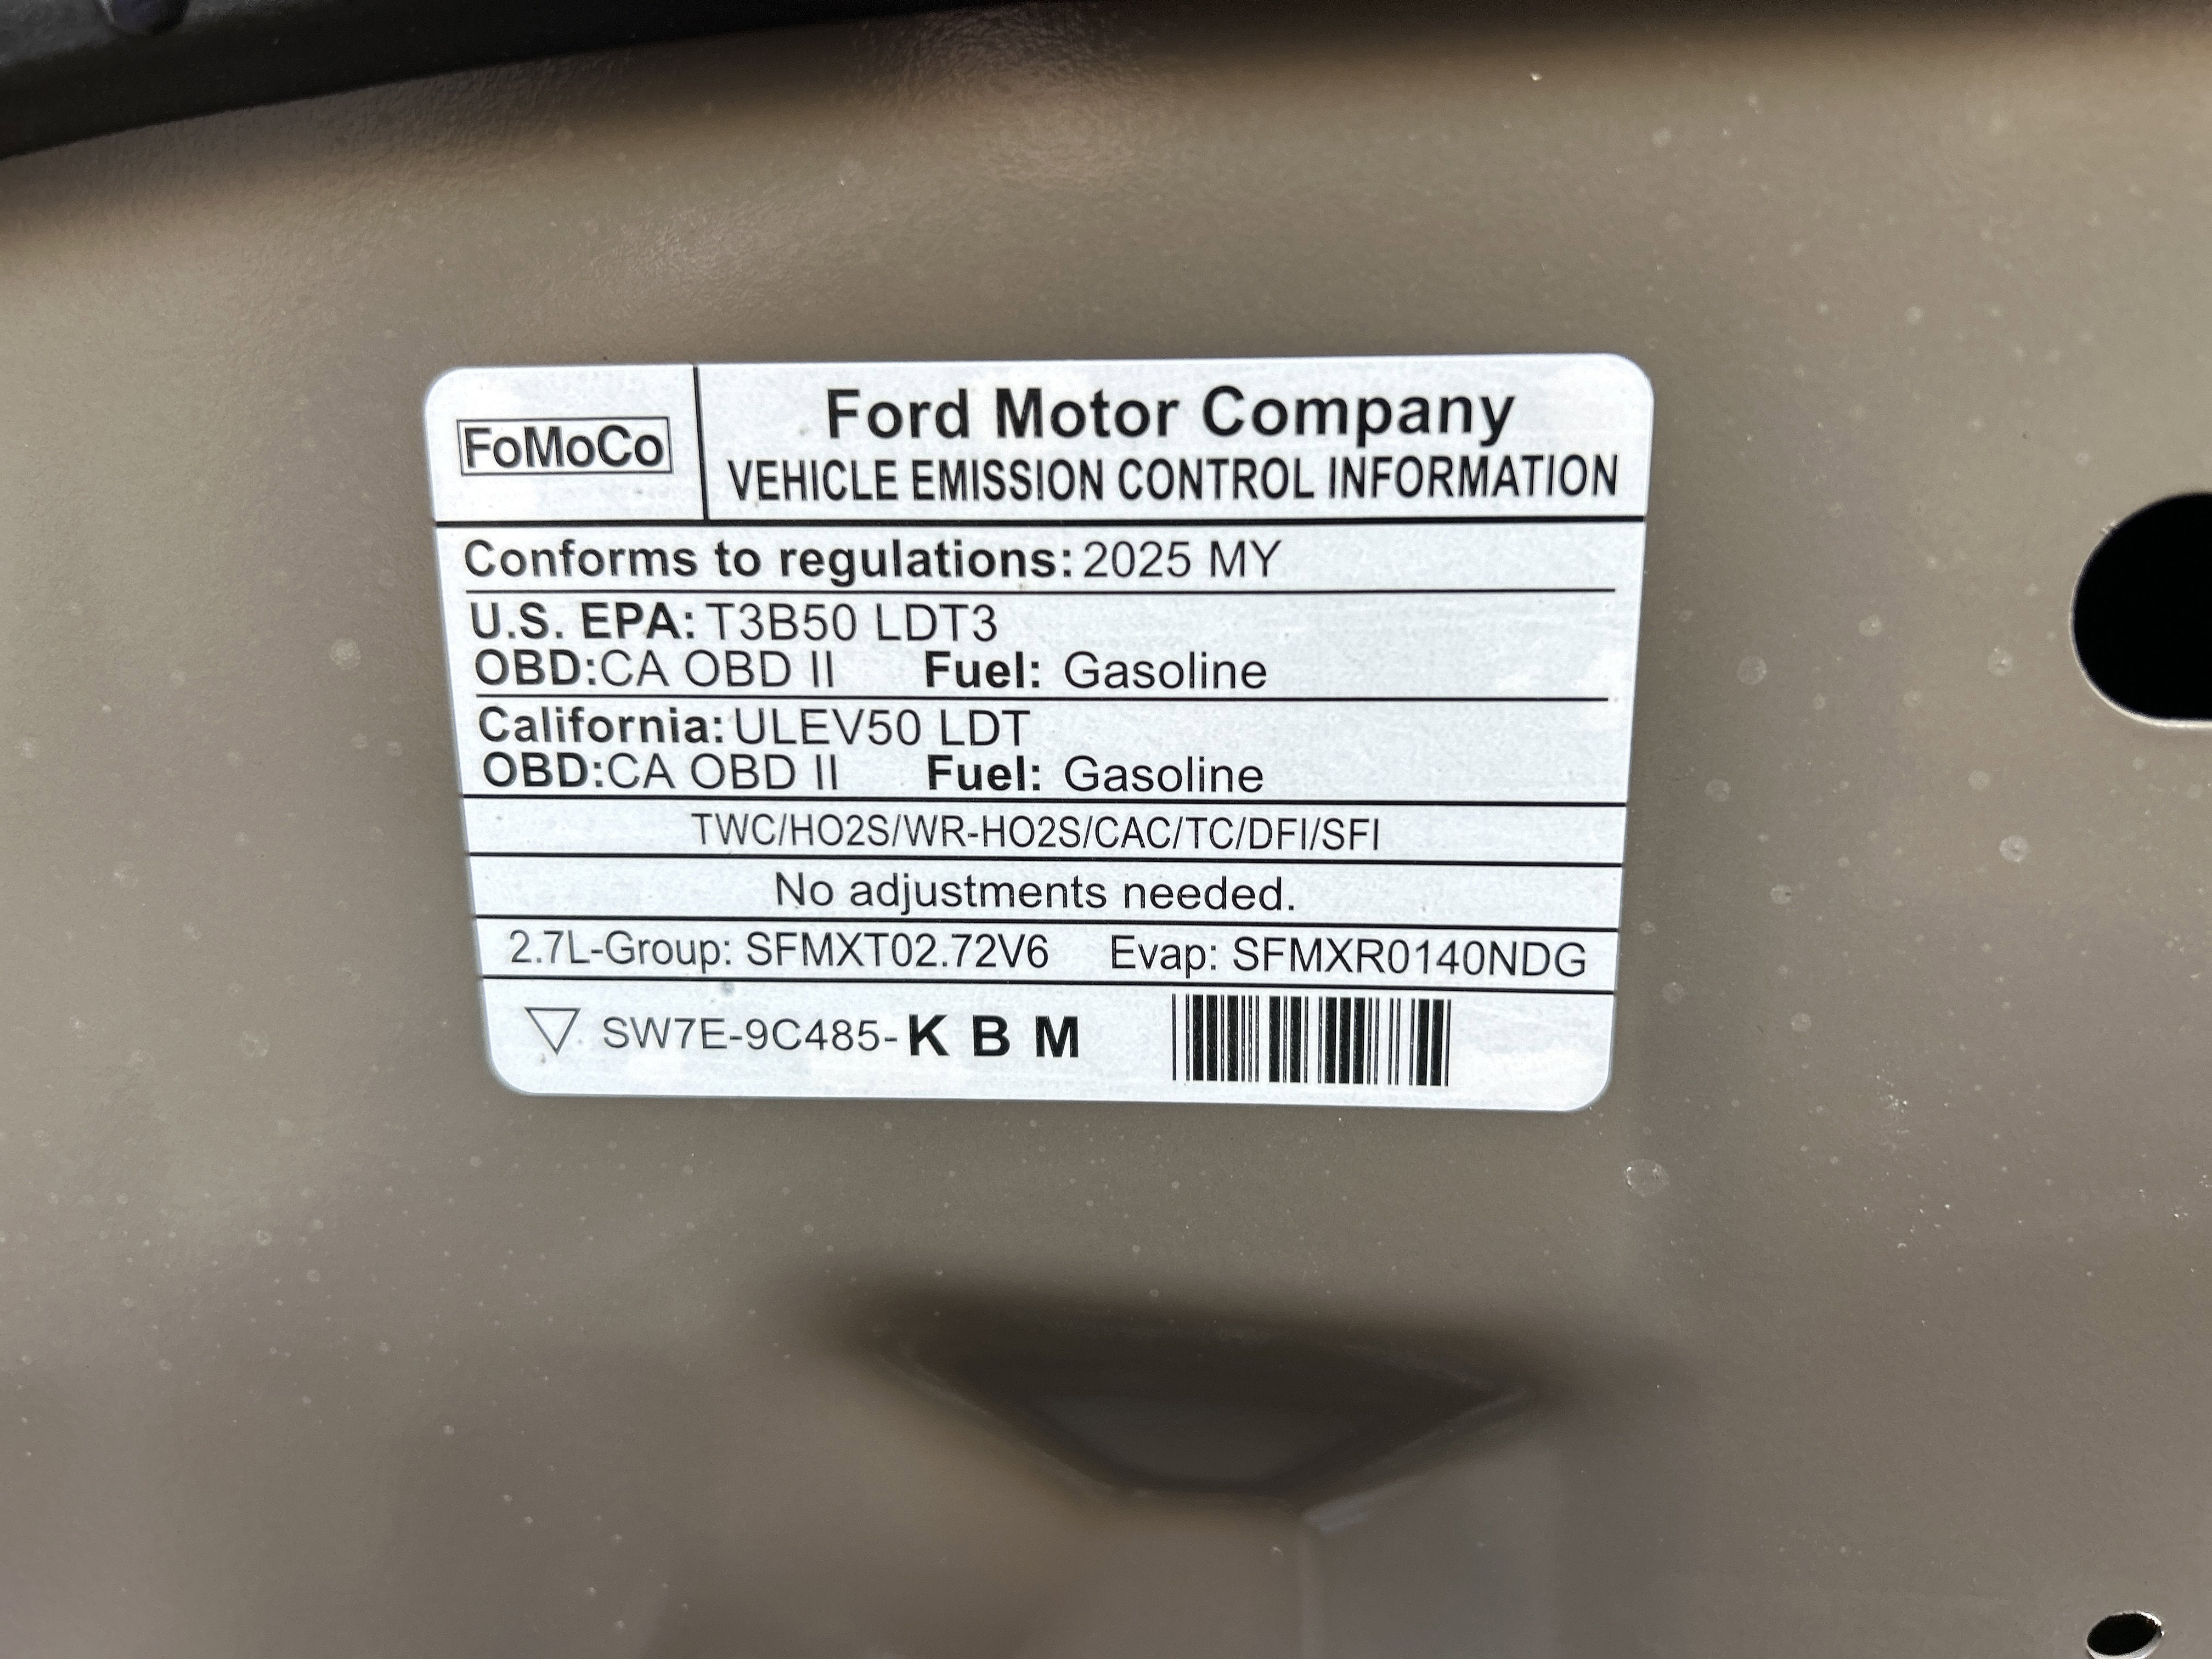 FoMoCo
Ford Motor Company
VEHICLE EMISSION CONTROL INFORMATION
Conforms to regulations: 2025 MY
U.S. EPA: T3B50 LDT3
OBD:CA OBD II Fuel: Gasoline
California: ULEV50 LDT
OBD:CA OBD II Fuel: Gasoline
TWC/HO2S/WR-HO2S/CAC/TC/DFI/SFI
No adjustments needed.
2.7L-Group: SFMXT02.72V6 Evap: SFMXR0140NDG
SW7E-9C485-K B M